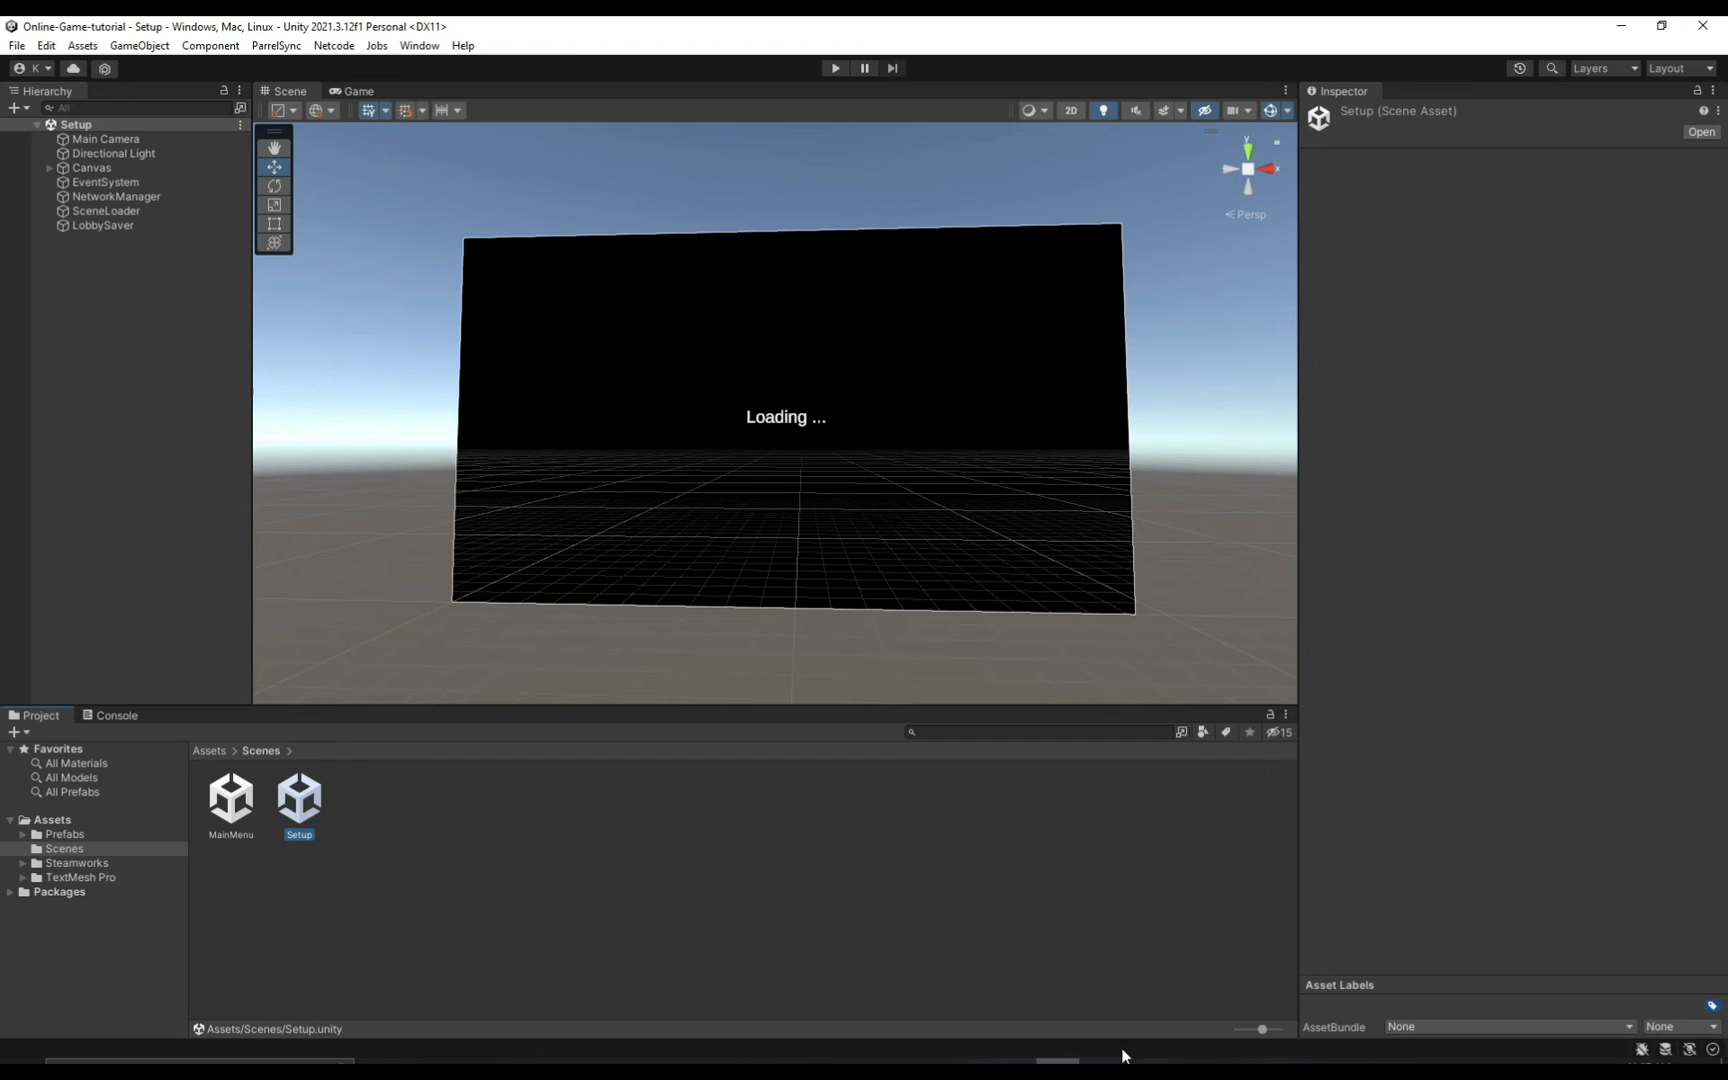 Online-Game-tutorial - Setup - Windows, Mac, Linux - Unity 2021.3.12f1 Personal <DX11>
File Edit Assets GameObject Component ParrelSync Netcode Jobs Window Help
K Layers Layout
Hierarchy Scene Game Inspector
All 2D Setup (Scene Asset)
Open
Setup
Main Camera
Directional Light
Canvas
EventSystem
NetworkManager
SceneLoader
LobbySaver
y
x
Persp
Loading ...
Project Console
15
Favorites
All Materials
All Models
All Prefabs
Assets > Scenes >
MainMenu
Setup
Assets
Prefabs
Scenes
Steamworks
TextMesh Pro
Packages
Asset Labels
Assets/Scenes/Setup.unity
AssetBundle None None